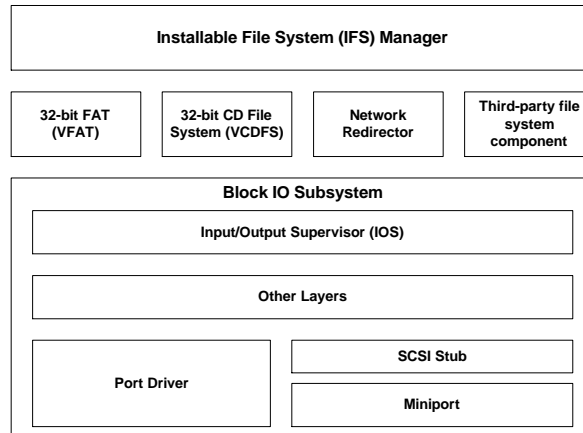 Installable File System (IFS) Manager
32-bit FAT
(VFAT)
32-bit CD File
System (VCDFS)
Network
Redirector
Third-party file
system
component
Block IO Subsystem
Input/Output Supervisor (IOS)
Other Layers
Port Driver
SCSI Stub
Miniport